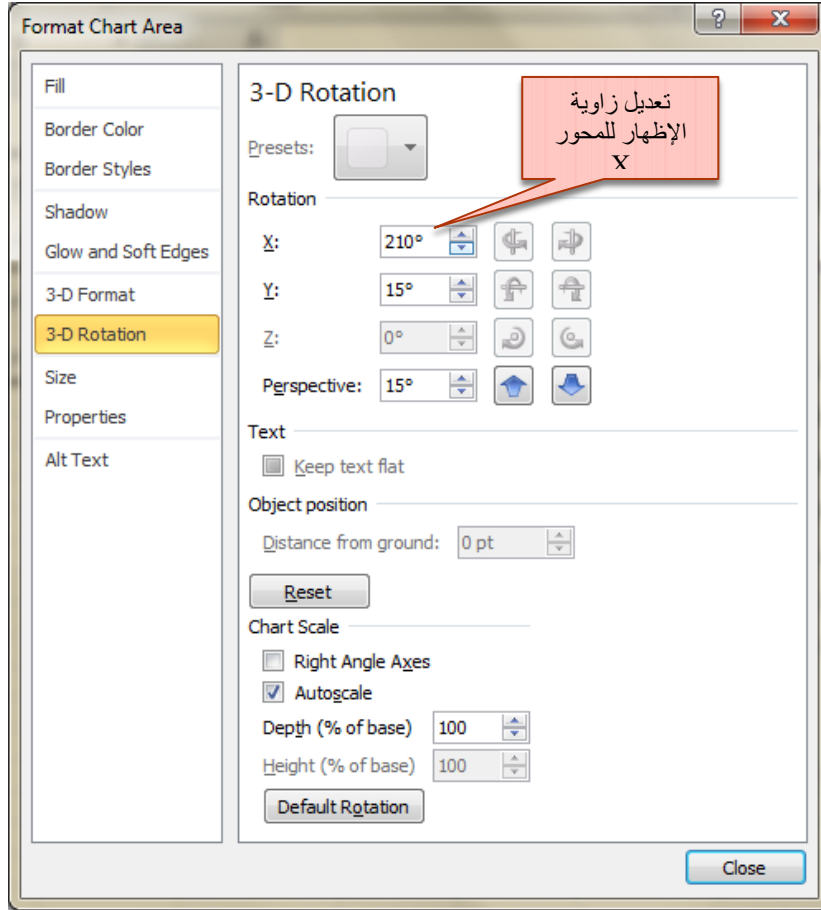 Format Chart Area
Fill
Border Color
Border Styles
Shadow
Glow and Soft Edges
3-D Format
3-D Rotation
Size
Properties
Alt Text
3-D Rotation
تعديل زاوية
الإظهار للمحور
X
Presets:
Rotation
X: 210°
Y: 15°
Z: 0°
Perspective: 15°
Text
Keep text flat
Object position
Distance from ground: 0 pt
Reset
Chart Scale
Right Angle Axes
Autoscale
Depth (% of base) 100
Height (% of base) 100
Default Rotation
Close